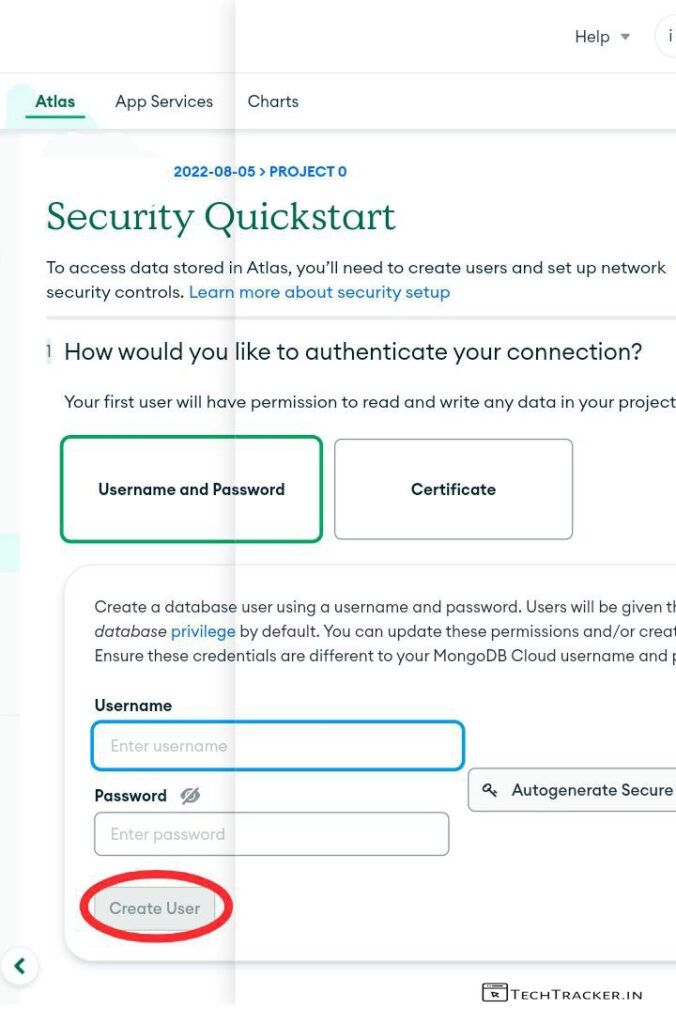 Help
i
Atlas
App Services
Charts
2022-08-05 > PROJECT 0
Security Quickstart
To access data stored in Atlas, you'll need to create users and set up network
security controls. Learn more about security setup
1 How would you like to authenticate your connection?
Your first user will have permission to read and write any data in your project
Username and Password
Certificate
Create a database user using a username and password. Users will be given
database privilege by default. You can update these permissions and/or
Ensure these credentials are different to your MongoDB Cloud username and
Username
Enter username
Password
Autogenerate Secure
Enter password
Create User
TECHTRACKER.IN